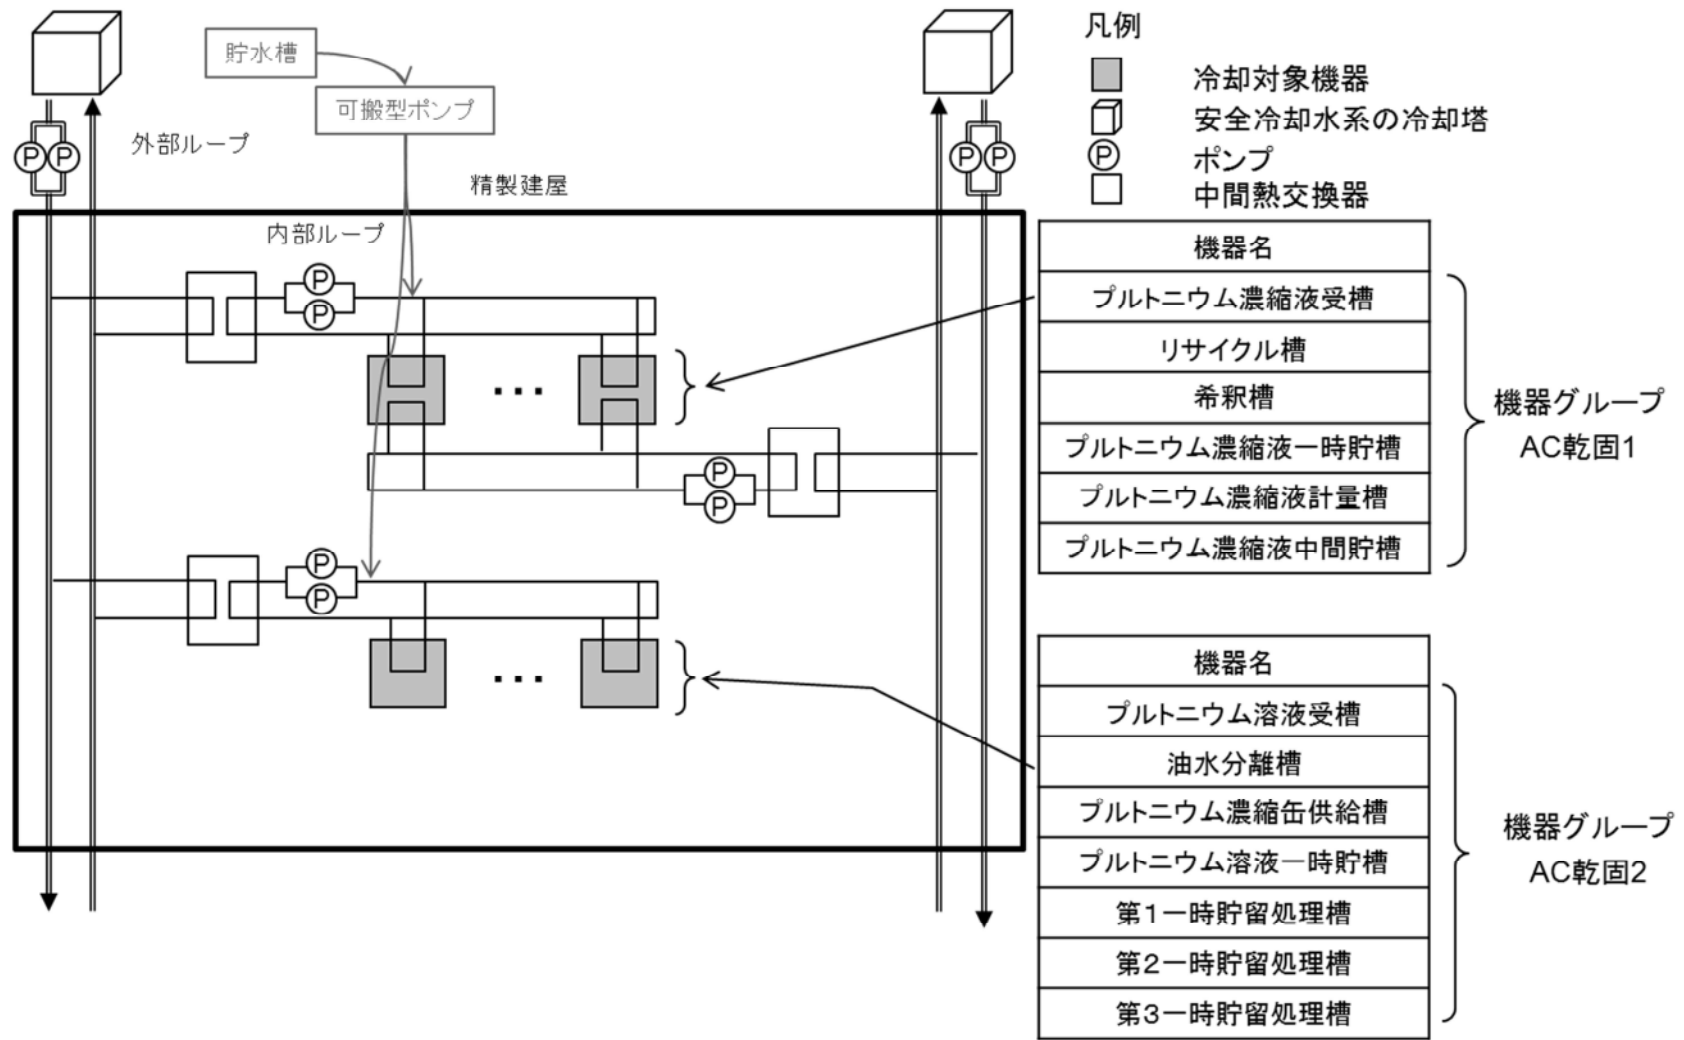 貯水槽
可搬型ポンプ
外部ループ
精製建屋
内部ループ
P
P
P
P
P
P
P
P
P
P
凡例
冷却対象機器
安全冷却水系の冷却塔
P
ポンプ
中間熱交換器
...
...
機器名
プルトニウム濃縮液受槽
リサイクル槽
希釈槽
プルトニウム濃縮液一時貯槽
プルトニウム濃縮液計量槽
プルトニウム濃縮液中間貯槽
機器グループ
AC乾固1
機器名
プルトニウム溶液受槽
油水分離槽
プルトニウム濃縮缶供給槽
プルトニウム溶液一時貯槽
第1一時貯留処理槽
第2一時貯留処理槽
第3一時貯留処理槽
機器グループ
AC乾固2